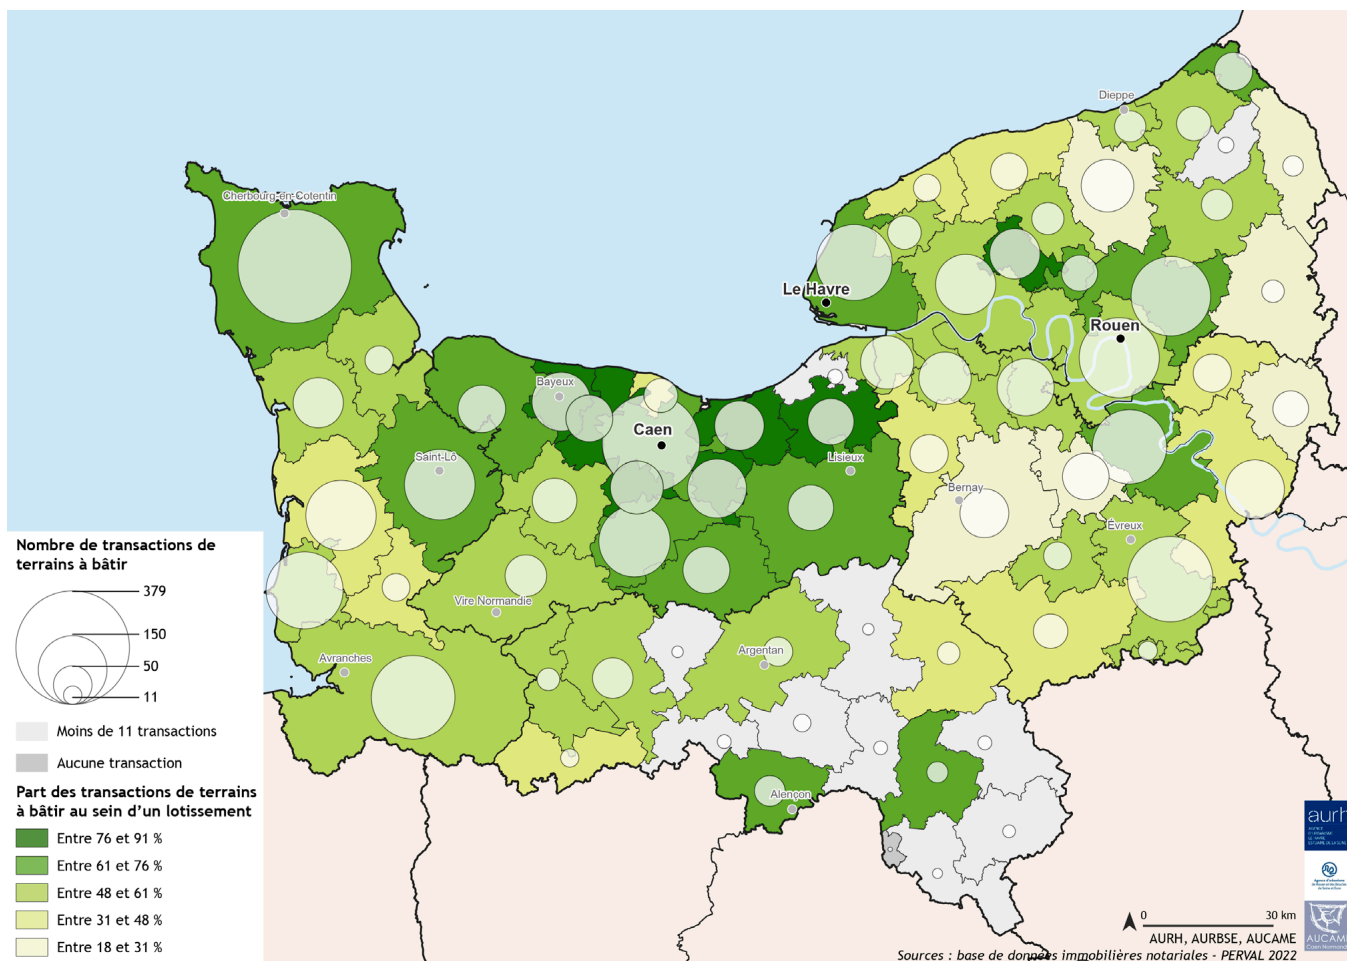 Dieppe
Cherbourg-en-Cotentin
Le Havre
Rouen
Bayeux
Caen
Saint-Lô
Lisieux
Bernay
Évreux
Vire Normandie
Avranches
Argentan
Alençon
Nombre de transactions de
terrains à bâtir
379
150
50
11
Moins de 11 transactions
Aucune transaction
Part des transactions de terrains
à bâtir au sein d'un lotissement
Entre 76 et 91 %
Entre 61 et 76 %
Entre 48 et 61 %
Entre 31 et 48 %
Entre 18 et 31 %
aurh
AUCAME
Caen Normandie
0
30 km
AURH, AURBSE, AUCAME
Sources : base de données immobilières notariales - PERVAL 2022